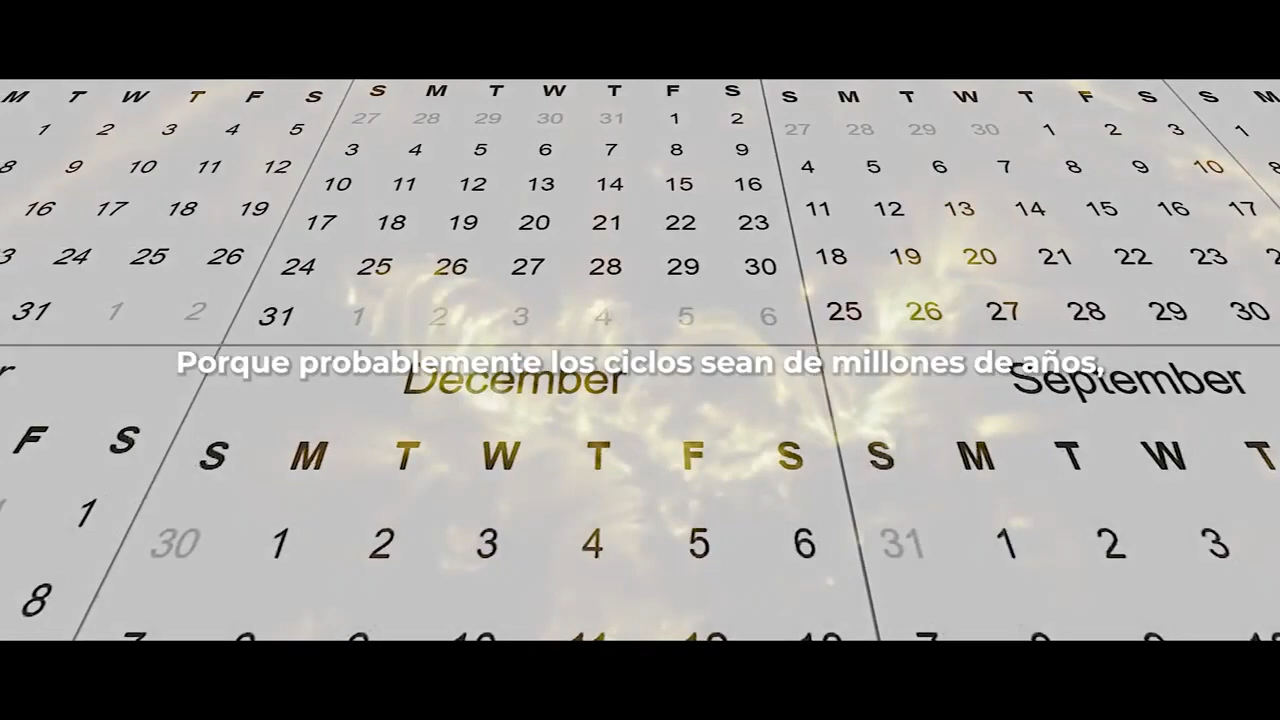 M T W T F S S M T W T F S S M T W T F S S M
1 2 3 4 5 27 28 29 30 31 1 2 27 28 29 30 1 2 3 1
8 9 10 11 12 3 4 5 6 7 8 9 4 5 6 7 8 9 10
16 17 18 19 10 11 12 13 14 15 16 11 12 13 14 15 16 17
24 25 26 17 18 19 20 21 22 23 18 19 20 21 22 23
31 1 2 24 25 26 27 28 29 30 25 26 27 28 29 30
31 1 2 3 4 5 6
Porque probablemente los ciclos sean de millones de años,
December September
F S S M T W T F S S M T W T
1 30 1 2 3 4 5 6 31 1 2 3
8